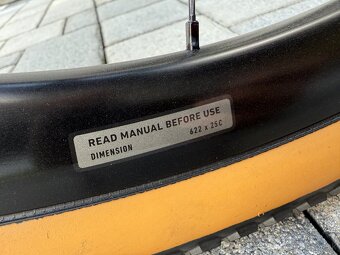 READ MANUAL BEFORE USE
DIMENSION 622 x 25C